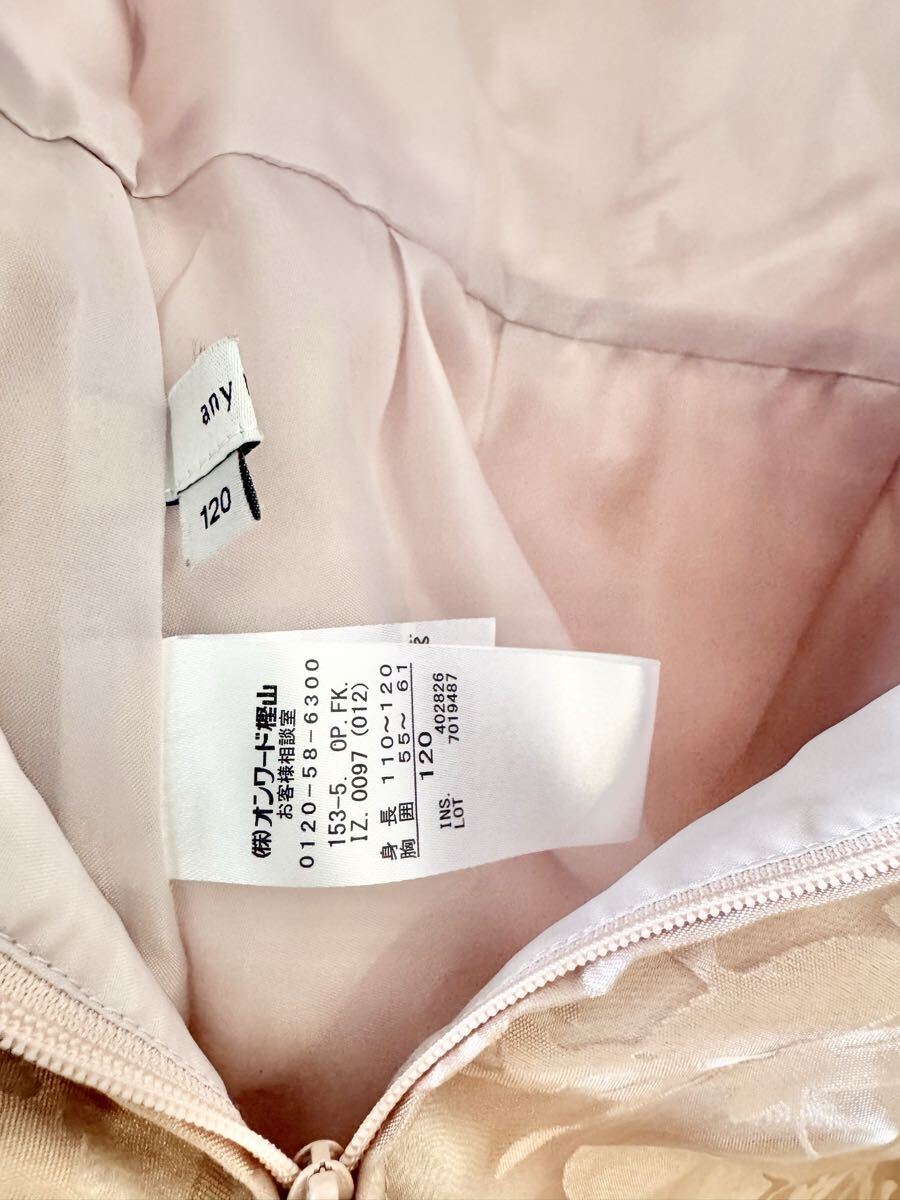 any
120
(株)オンワード樫山
お客様相談室
0120-58-6300
153-5. OP.FK.
IZ.0097(012)
身長 110~120
胸囲 55~ 61
120
INS. 402826
LOT 7019487